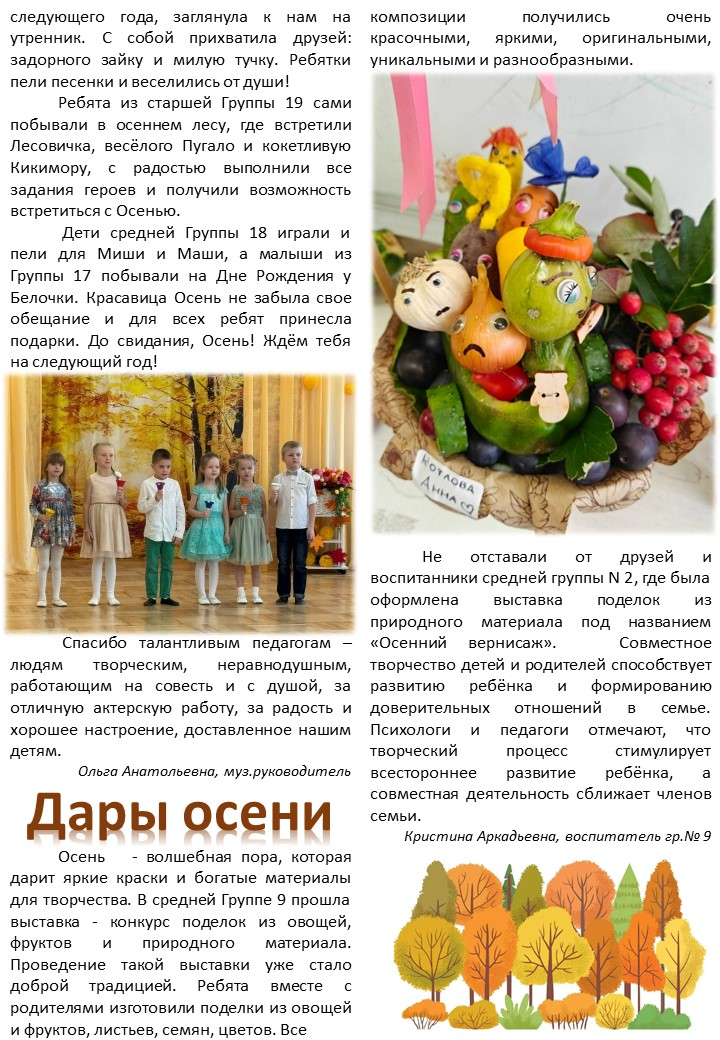 следующего года, заглянула к нам на
утренник. С собой прихватила друзей:
задорного зайку и милую тучку. Ребятки
пели песенки и веселились от души!
Ребята из старшей Группы 19 сами
побывали в осеннем лесу, где встретили
Лесовичка, весёлого Пугало и кокетливую
Кикимору, с радостью выполнили все
задания героев и получили возможность
встретиться с Осенью.
Дети средней Группы 18 играли и
пели для Миши и Маши, а малыши из
Группы 17 побывали на Дне Рождения у
Белочки. Красавица Осень не забыла свое
обещание и для всех ребят принесла
подарки. До свидания, Осень! Ждём тебя
на следующий год!
Спасибо талантливым педагогам –
людям творческим, неравнодушным,
работающим на совесть и с душой, за
отличную актерскую работу, за радость и
хорошее настроение, доставленное нашим
детям.
Ольга Анатольевна, муз.руководитель
Дары осени
Осень - волшебная пора, которая
дарит яркие краски и богатые материалы
для творчества. В средней Группе 9 прошла
выставка - конкурс поделок из овощей,
фруктов и природного материала.
Проведение такой выставки уже стало
доброй традицией. Ребята вместе с
родителями изготовили поделки из овощей
и фруктов, листьев, семян, цветов. Все
композиции получились очень
красочными, яркими, оригинальными,
уникальными и разнообразными.
Котлова
Анна
Не отставали от друзей и
воспитанники средней группы N 2, где была
оформлена выставка поделок из
природного материала под названием
«Осенний вернисаж». Совместное
творчество детей и родителей способствует
развитию ребёнка и формированию
доверительных отношений в семье.
Психологи и педагоги отмечают, что
творческий процесс стимулирует
всестороннее развитие ребёнка, а
совместная деятельность сближает членов
семьи.
Кристина Аркадьевна, воспитатель гр.№ 9